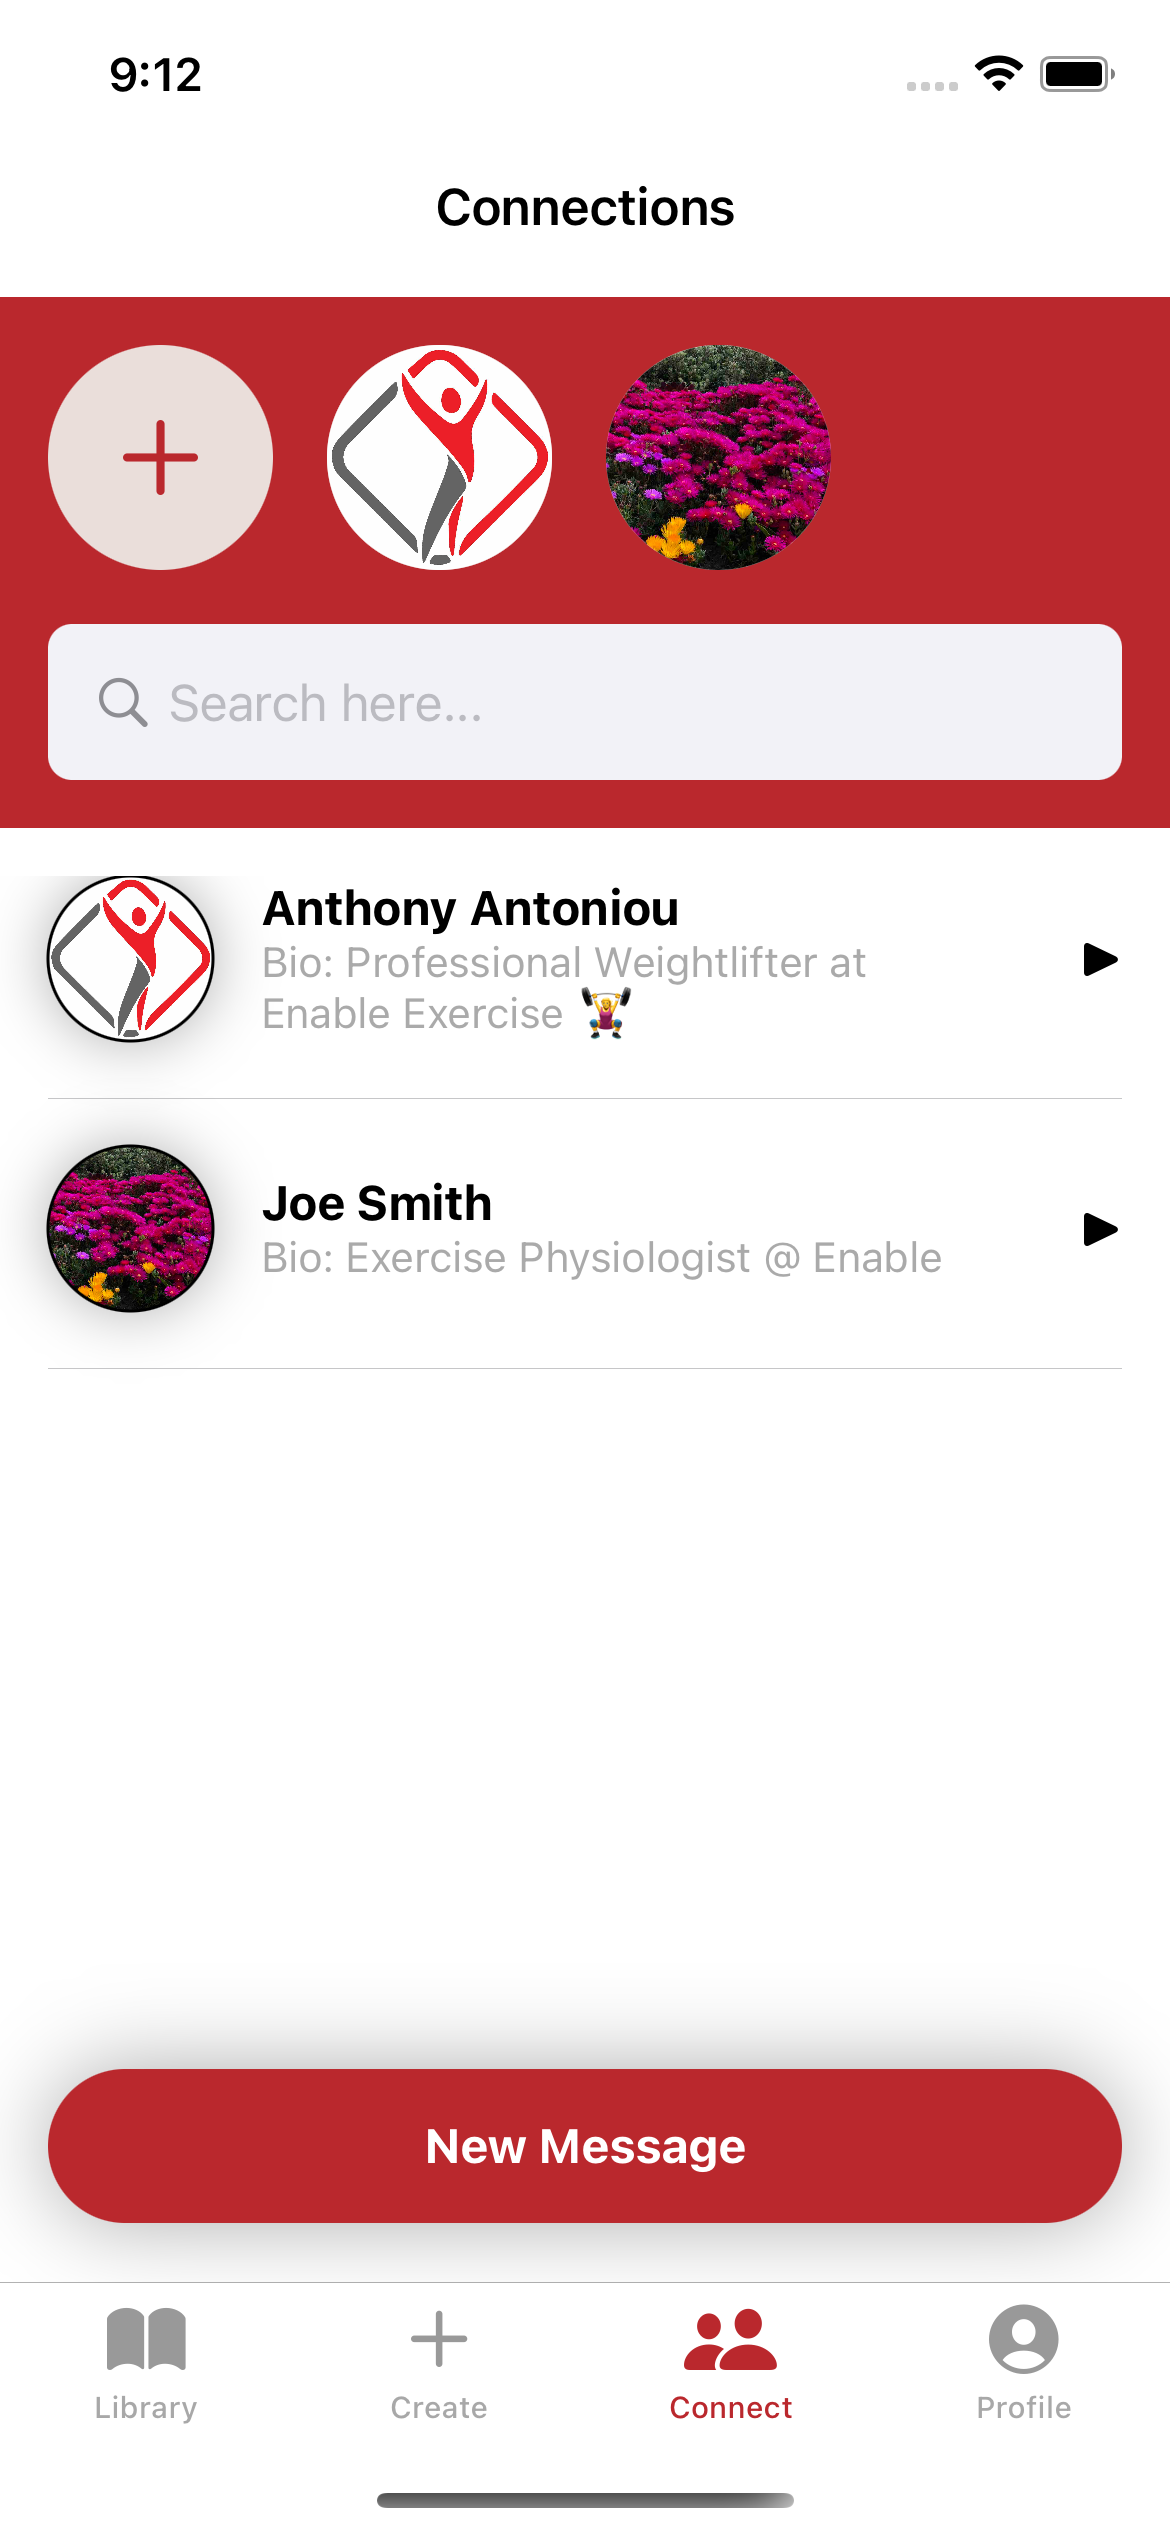 9:12
Connections
Search here...
Anthony Antoniou
Bio: Professional Weightlifter at
Enable Exercise 🏋️‍♀️
Joe Smith
Bio: Exercise Physiologist @ Enable
New Message
Library
Create
Connect
Profile